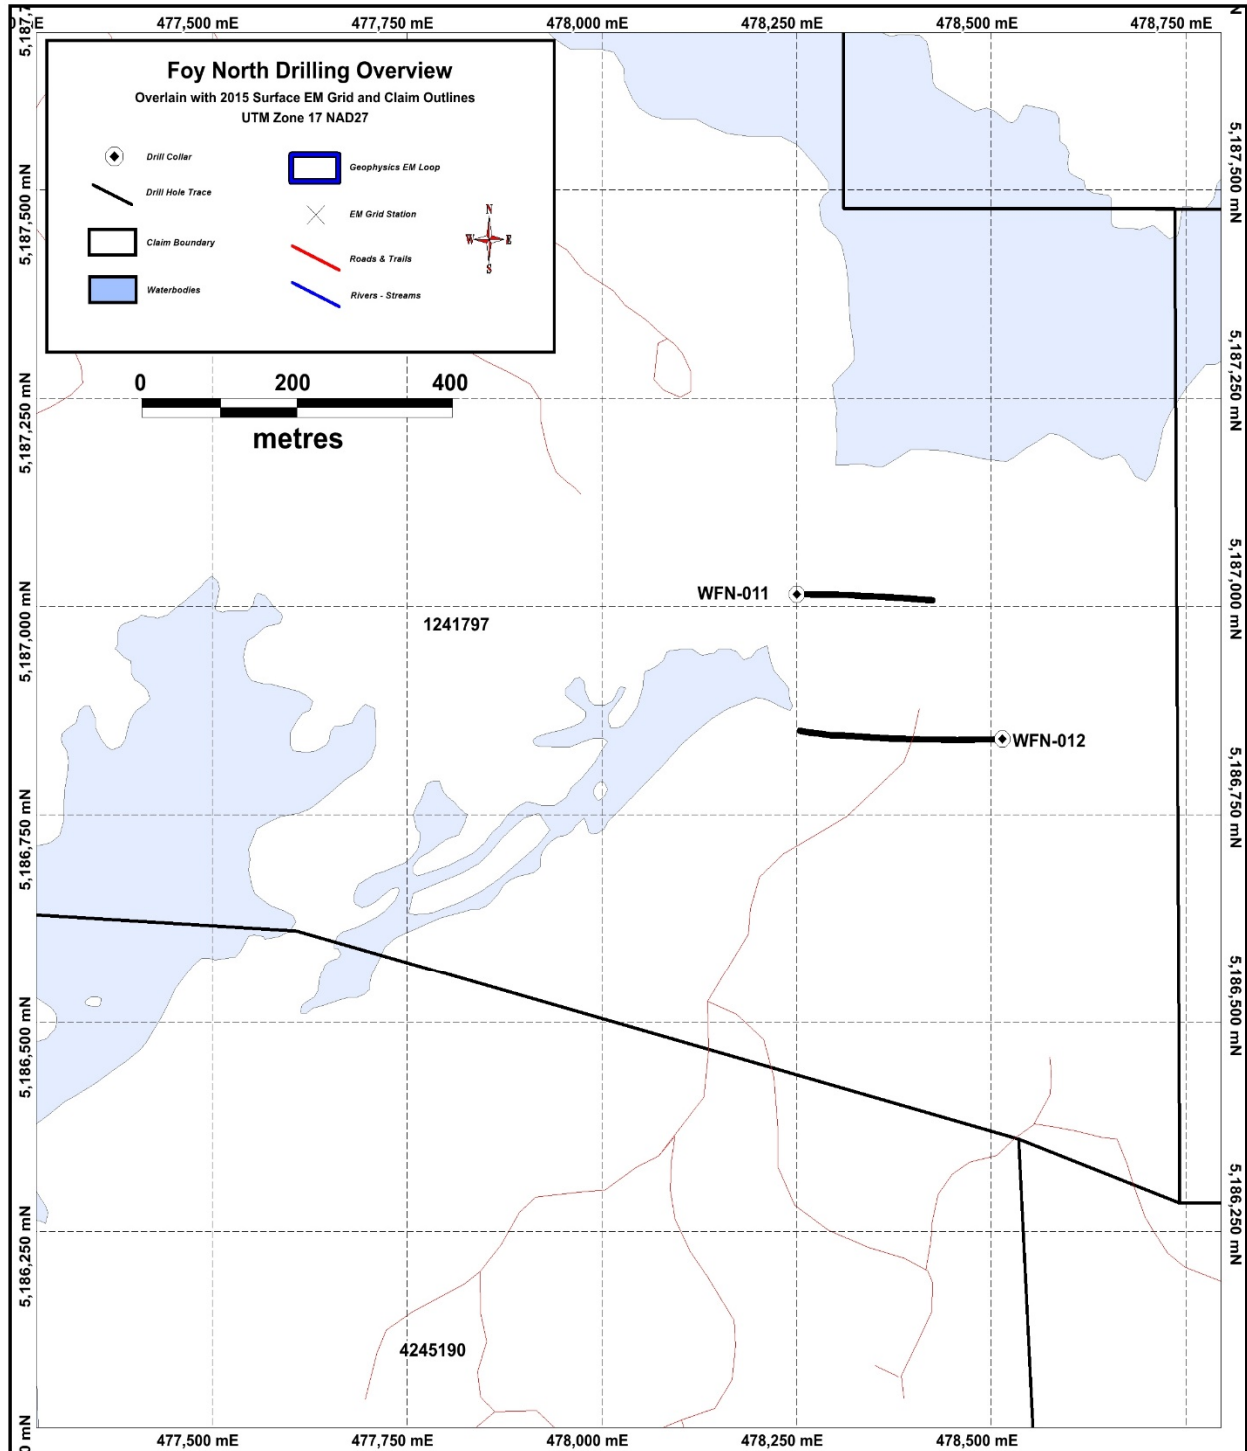 477,500 mE
477,750 mE
478,000 mE
478,250 mE
478,500 mE
478,750 mE
Foy North Drilling Overview
Overlain with 2015 Surface EM Grid and Claim Outlines
UTM Zone 17 NAD27
Drill Collar
Geophysics EM Loop
Drill Hole Trace
EM Grid Station
N
W
E
S
Claim Boundary
Roads & Trails
Waterbodies
Rivers - Streams
0 200 400
metres
5,187,500 mN
5,187,500 mN
5,187,250 mN
5,187,250 mN
WFN-011
5,187,000 mN
5,187,000 mN
1241797
WFN-012
5,186,750 mN
5,186,750 mN
5,186,500 mN
5,186,500 mN
5,186,250 mN
5,186,250 mN
4245190
477,500 mE
477,750 mE
478,000 mE
478,250 mE
478,500 mE